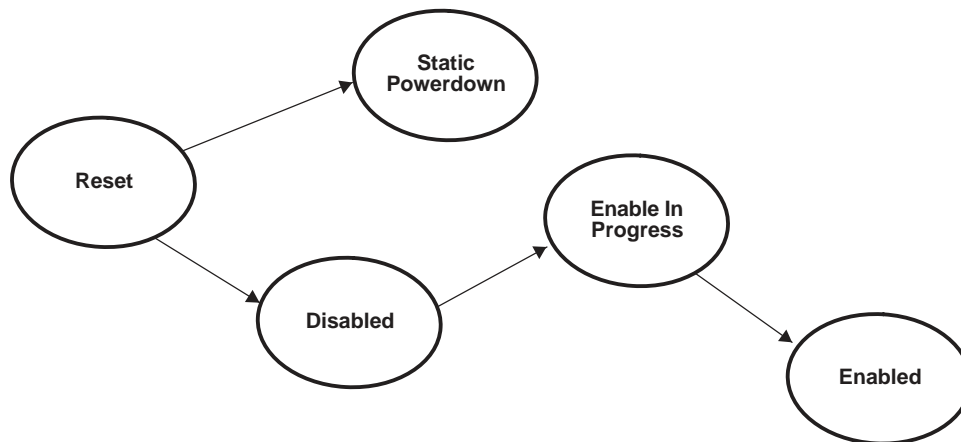 Static
Powerdown
Reset
Enable In
Progress
Disabled
Enabled